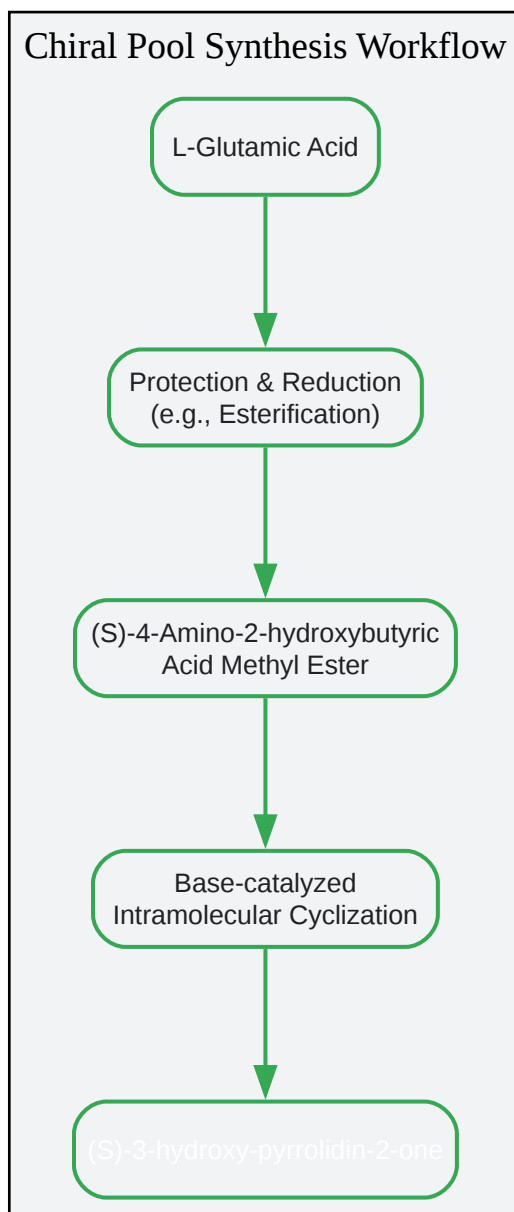 Chiral Pool Synthesis Workflow
L-Glutamic Acid
Protection & Reduction
(e.g., Esterification)
(S)-4-Amino-2-hydroxybutyric
Acid Methyl Ester
Base-catalyzed
Intramolecular Cyclization
(S)-3-hydroxy-pyrrolidin-2-one